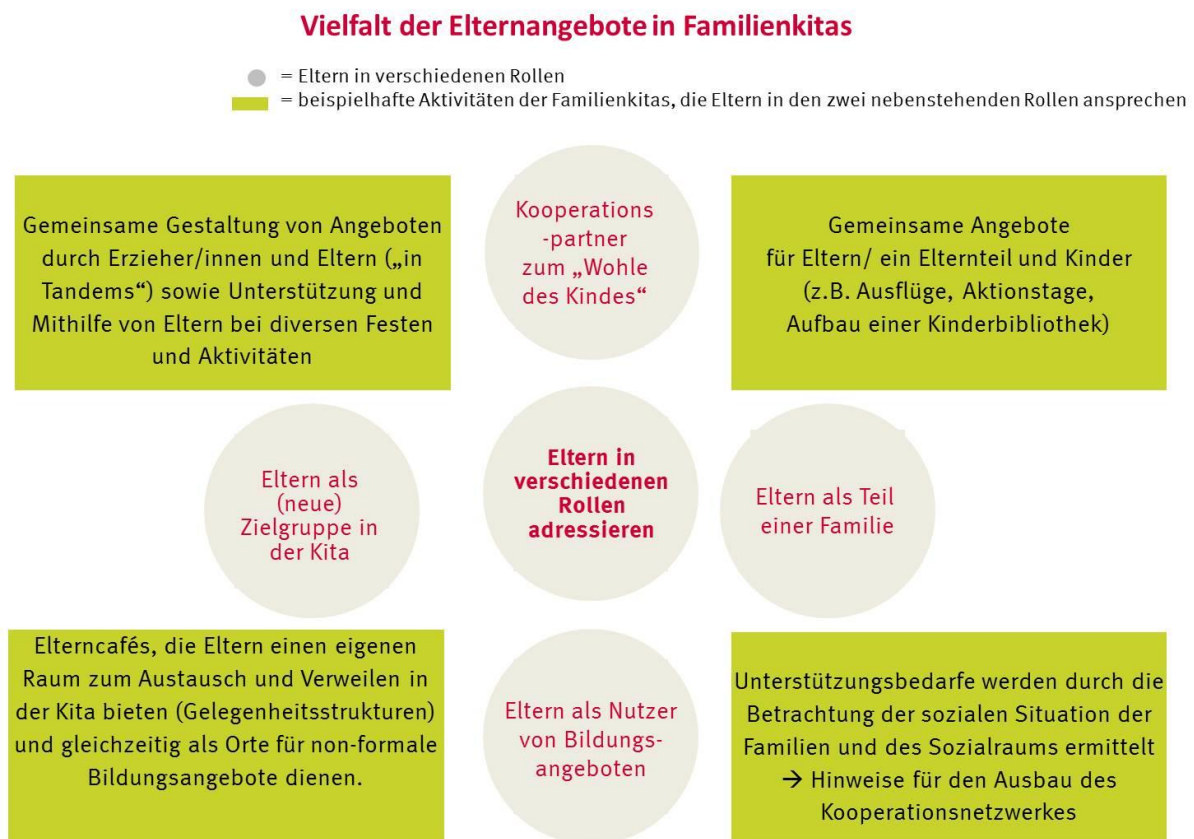 Vielfalt der Elternangebote in Familienkitas
= Eltern in verschiedenen Rollen
= beispielhafte Aktivitäten der Familienkitas, die Eltern in den zwei nebenstehenden Rollen ansprechen
Gemeinsame Gestaltung von Angeboten
durch Erzieher/innen und Eltern („in
Tandems“) sowie Unterstützung und
Mithilfe von Eltern bei diversen Festen
und Aktivitäten
Kooperations
-partner
zum „Wohle
des Kindes“
Gemeinsame Angebote
für Eltern/ ein Elternteil und Kinder
(z.B. Ausflüge, Aktionstage,
Aufbau einer Kinderbibliothek)
Eltern als
(neue)
Zielgruppe in
der Kita
Eltern in
verschiedenen
Rollen
adressieren
Eltern als Teil
einer Familie
Elterncafés, die Eltern einen eigenen
Raum zum Austausch und Verweilen in
der Kita bieten (Gelegenheitsstrukturen)
und gleichzeitig als Orte für non-formale
Bildungsangebote dienen.
Eltern als Nutzer
von Bildungs-
angeboten
Unterstützungsbedarfe werden durch die
Betrachtung der sozialen Situation der
Familien und des Sozialraums ermittelt
→ Hinweise für den Ausbau des
Kooperationsnetzwerkes